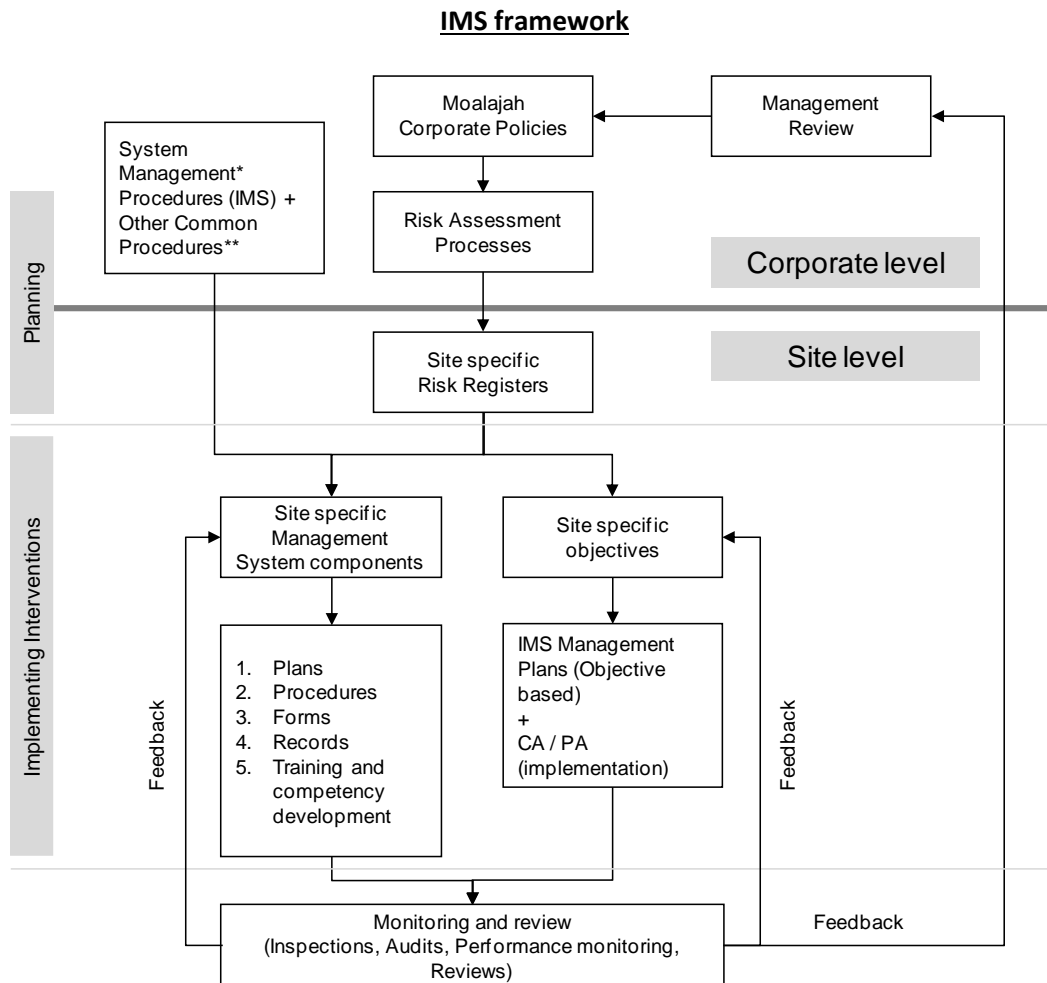 IMS framework
Moalajah
Corporate Policies
Management
Review
System
Management*
Procedures (IMS) +
Other Common
Procedures**
Risk Assessment
Processes
Corporate level
Planning
Site level
Site specific
Risk Registers
Implementing Interventions
Site specific
Management
System components
Site specific
objectives
1. Plans
2. Procedures
3. Forms
4. Records
5. Training and
competency
development
IMS Management
Plans (Objective
based)
+
CA / PA
(implementation)
Feedback
Feedback
Monitoring and review
(Inspections, Audits, Performance monitoring,
Reviews)
Feedback